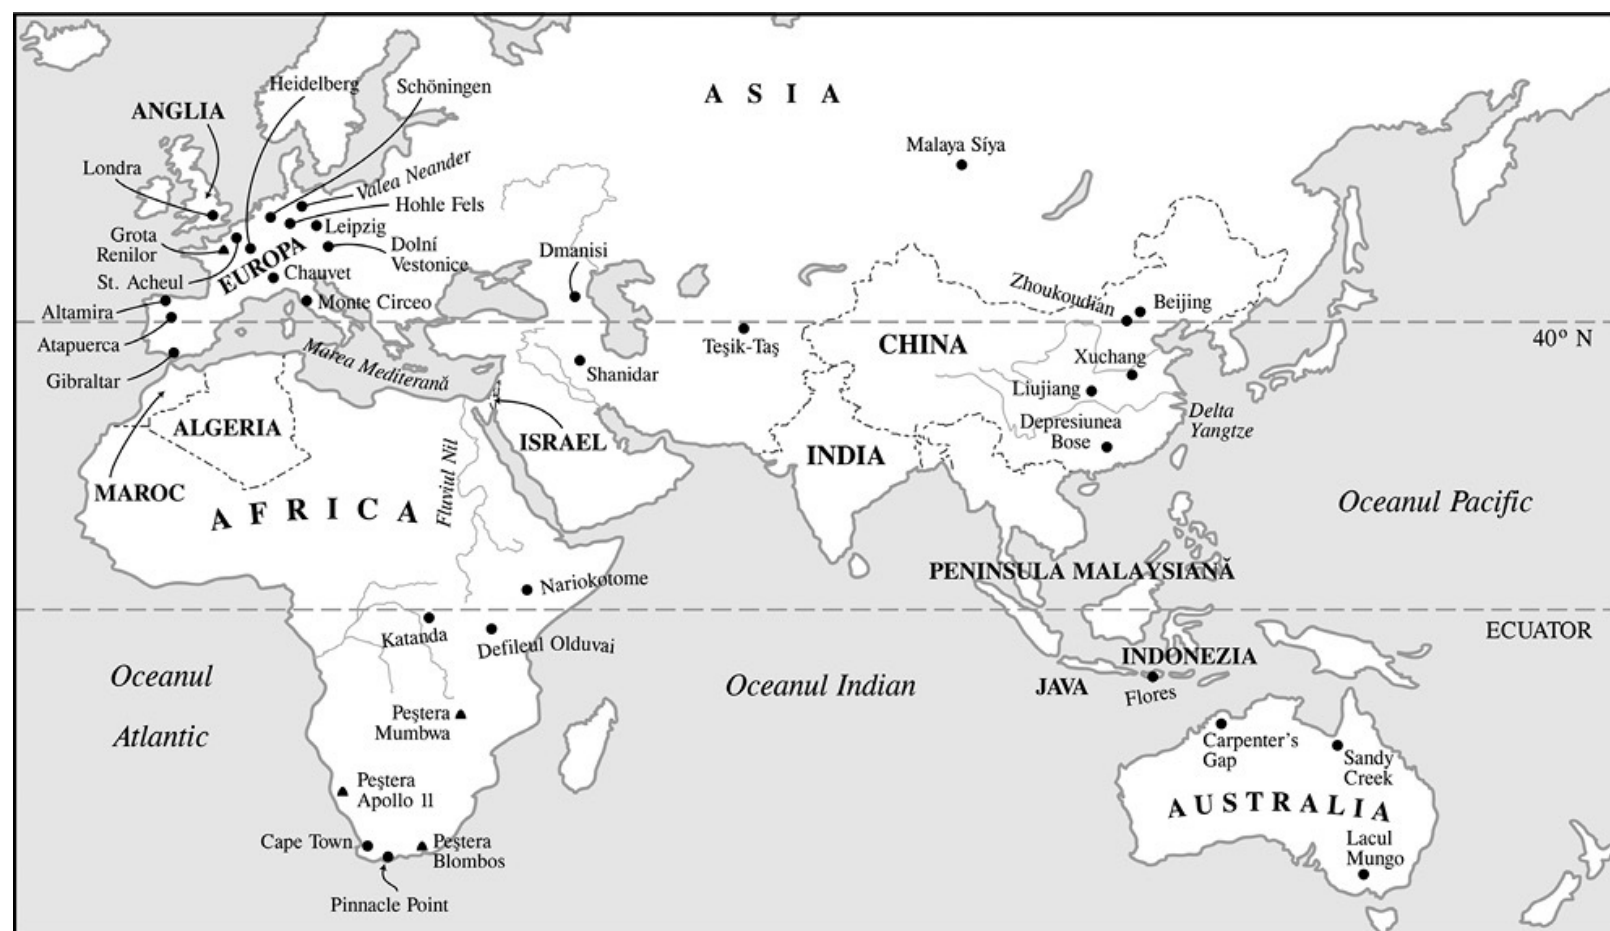 Heidelberg
Schöningen
ASIA
ANGLIA
Malaya Síya
Londra
Valea Neander
Hohle Fels
Leipzig
Grota
Renilor
EUROPA
Dolní
Vestonice
Dmanisi
St. Acheul
Chauvet
Zhoukoudian
Beijing
Altamira
Monte Circeo
40° N
Atapuerca
Teşik-Taş
CHINA
Xuchang
Marea Mediterană
Gibraltar
Shanidar
Liujiang
Delta
Yangtze
Depresiunea
Bose
ALGERIA
ISRAEL
INDIA
Fluviul Nil
MAROC
AFRICA
Oceanul Pacific
PENINSULA MALAYSIANĂ
Nariokotome
Katanda
Defileul Olduvai
ECUATOR
INDONEZIA
Oceanul
Atlantic
Oceanul Indian
JAVA
Flores
Peştera
Mumbwa
Carpenter's
Gap
Sandy
Creek
Peştera
Apollo 11
AUSTRALIA
Cape Town
Peştera
Blombos
Lacul
Mungo
Pinnacle Point